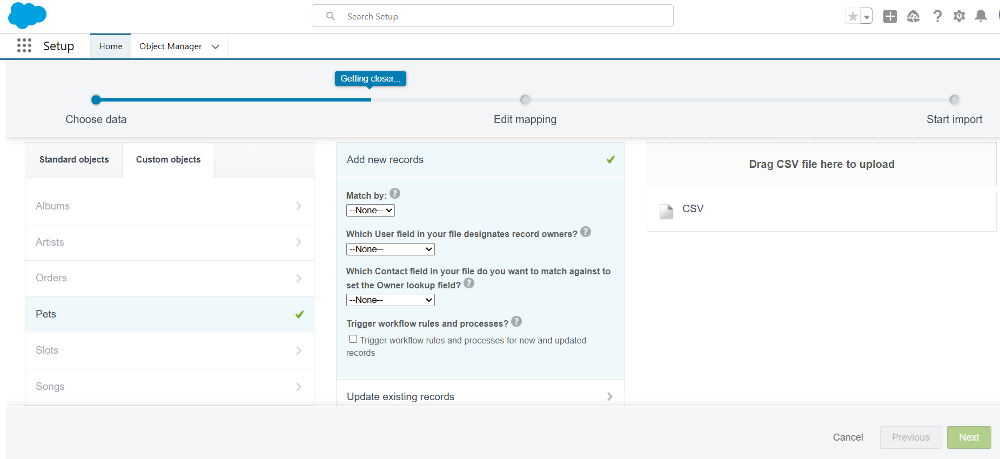 Search Setup
Setup
Home
Object Manager
Getting closer...
Choose data
Edit mapping
Start import
Standard objects
Custom objects
Albums
Artists
Orders
Pets
Slots
Songs
Add new records
Match by: ?
--None--
Which User field in your file designates record owners? ?
--None--
Which Contact field in your file do you want to match against to
set the Owner lookup field? ?
--None--
Trigger workflow rules and processes? ?
Trigger workflow rules and processes for new and updated
records
Update existing records
Drag CSV file here to upload
CSV
Cancel
Previous
Next